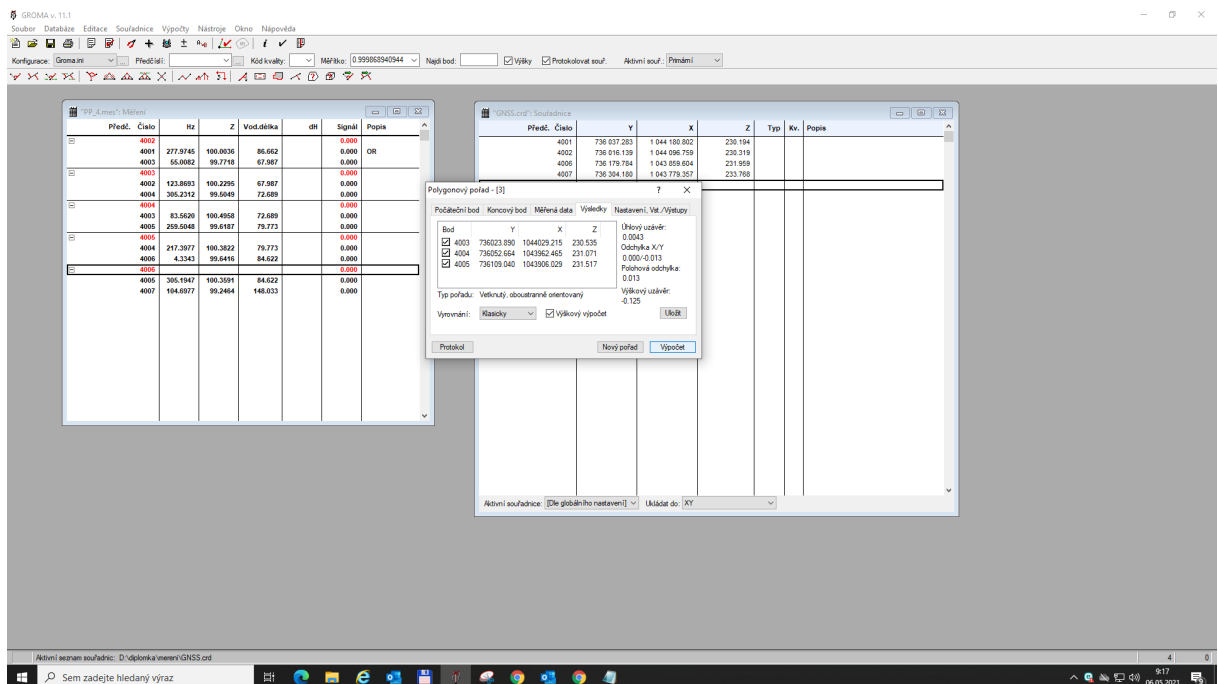 GROMA v. 11.1
Soubor Databáze Editace Souřadnice Výpočty Nástroje Okno Nápověda
Konfigurace: Groma.ini ... Předčíslí: ... Kód kvality: Měřítko: 0.999868940944 Najdi bod: Výšky Protokolovat souř. Aktivní souř.: Primární
"PP_4.mes": Měření
Předč. Číslo Hz Z Vod.délka dH Signál Popis
4002 0.000
4001 277.9745 100.0036 86.662 0.000 OR
4003 55.0082 99.7718 67.987 0.000
4003 0.000
4002 123.8693 100.2295 67.987 0.000
4004 305.2312 99.5049 72.689 0.000
4004 0.000
4003 83.5620 100.4958 72.689 0.000
4005 259.5048 99.6187 79.773 0.000
4005 0.000
4004 217.3977 100.3822 79.773 0.000
4006 4.3343 99.6416 84.622 0.000
4006 0.000
4005 305.1947 100.3591 84.622 0.000
4007 104.6977 99.2464 148.033 0.000
"GNSS.crd": Souřadnice
Předč. Číslo Y X Z Typ Kv. Popis
4001 736 037.283 1 044 180.802 230.194
4002 736 016.139 1 044 096.759 230.319
4006 736 179.784 1 043 859.604 231.959
4007 736 304.180 1 043 779.357 233.768
Polygonový pořad - [3] ?
Počáteční bod Koncový bod Měřená data Výsledky Nastavení, Vst./Výstupy
Bod Y X Z
4003 736023.890 1044029.215 230.535
4004 736052.664 1043962.465 231.071
4005 736109.040 1043906.029 231.517
Úhlový uzávěr:
0.0043
Odchylka X/Y
0.000/-0.013
Polohová odchylka:
0.013
Výškový uzávěr:
-0.125
Typ pořadu: Vetknutý, oboustranně orientovaný
Vyrovnání: Klasicky Výškový výpočet Uložit
Protokol Nový pořad Výpočet
Aktivní souřadnice: [Dle globálního nastavení] Ukládat do: XY
Aktivní seznam souřadnic: D:\diplomka\mereni\GNSS.crd 4 0
Sem zadejte hledaný výraz
9:17
06.05.2021